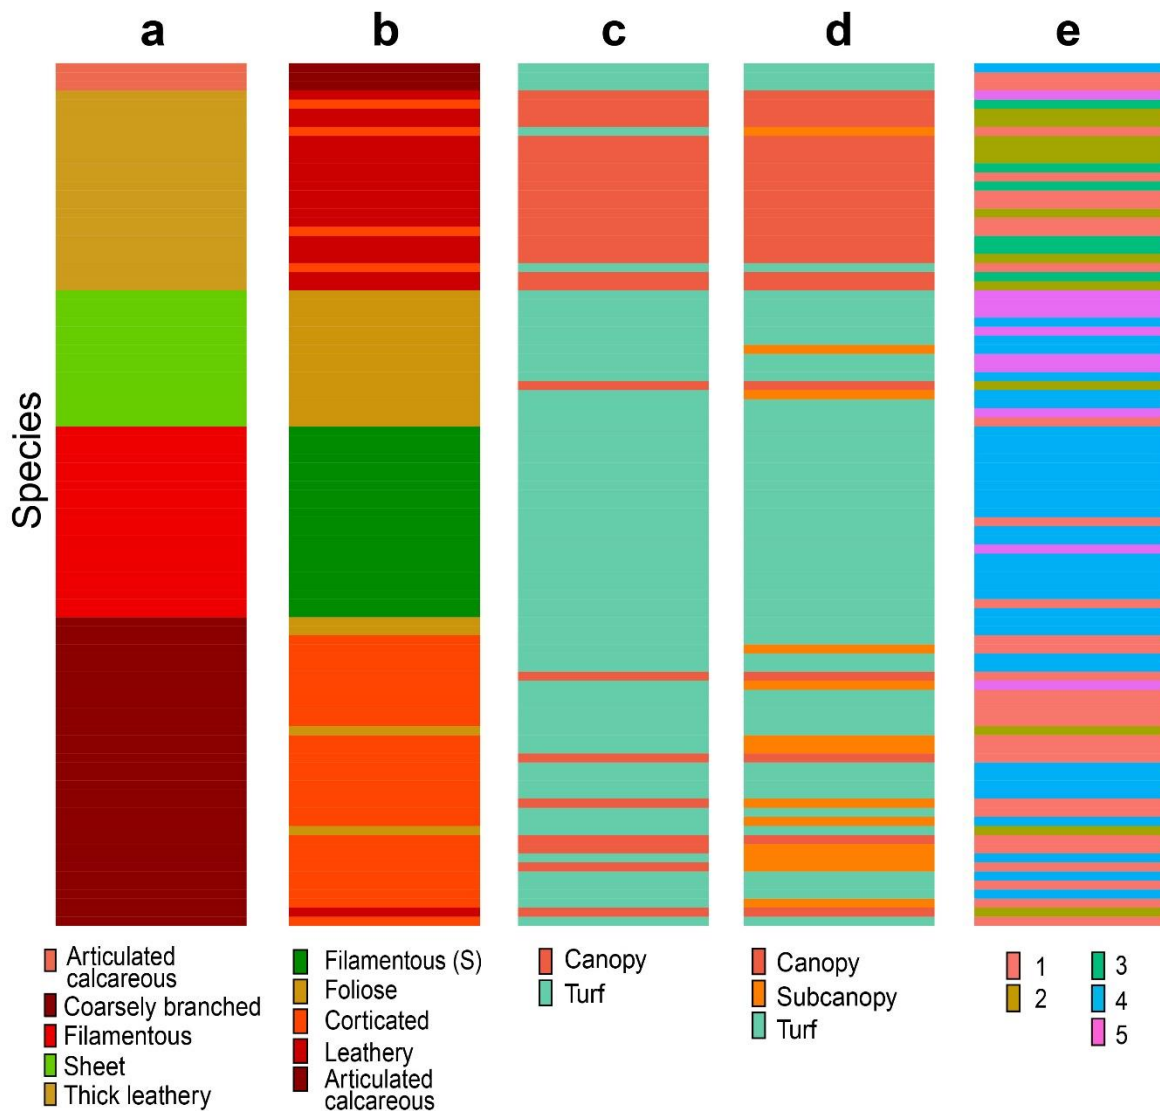 a b c d e
Species
Articulated
calcareous
Coarsely branched
Filamentous
Sheet
Thick leathery
Filamentous (S)
Foliose
Corticated
Leathery
Articulated
calcareous
Canopy
Turf
Canopy
Subcanopy
Turf
1 3
2 4
5